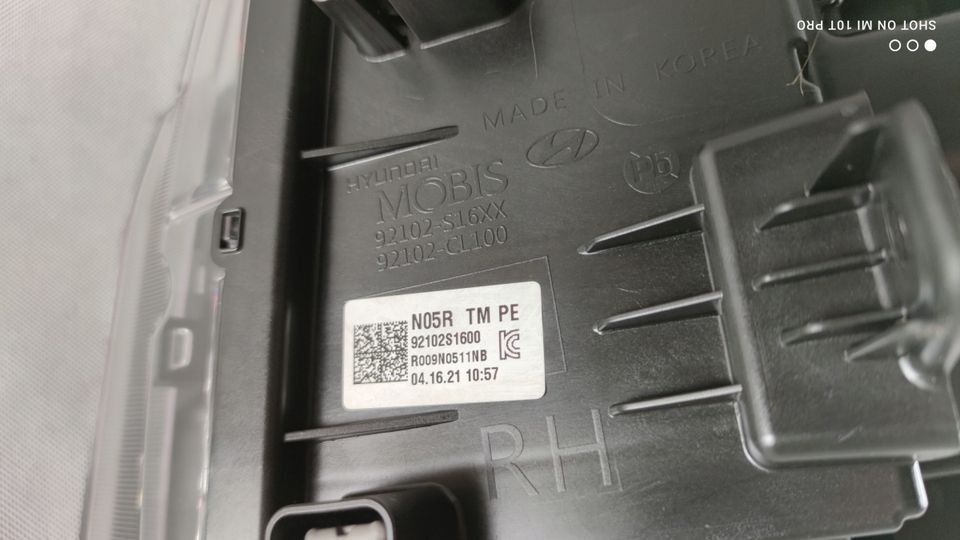 SHOT ON MI 10T PRO
MADE IN KOREA
HYUNDAI
MOBIS
92102-S16XX
92102-CL100
N05R TM PE
92102S1600
R009N0511NB
04.16.21 10:57
RH